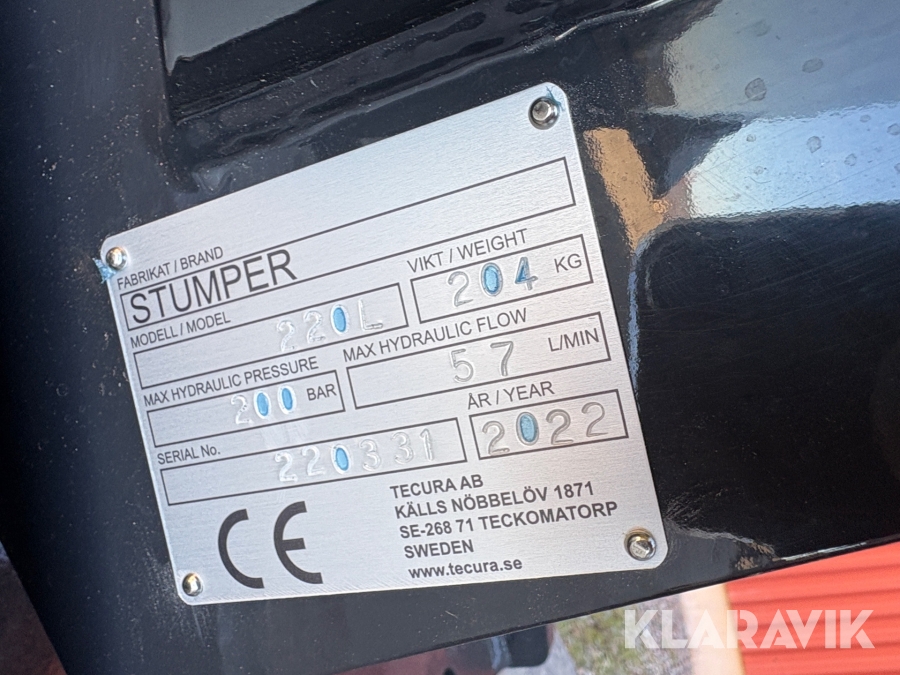 FABRIKAT / BRAND
STUMPER
MODELL / MODEL
220L
VIKT / WEIGHT
204 KG
MAX HYDRAULIC PRESSURE
200 BAR
MAX HYDRAULIC FLOW
57 L/MIN
SERIAL No.
220331
ÅR / YEAR
2022
CE
TECURA AB
KÄLLS NÖBBELÖV 1871
SE-268 71 TECKOMATORP
SWEDEN
www.tecura.se
KLARAVIK